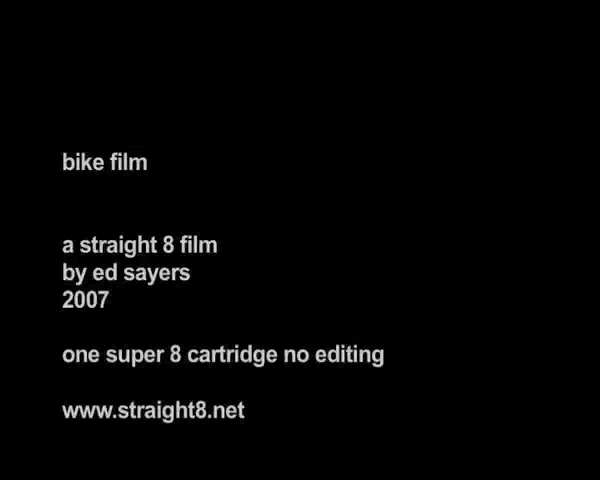 bike film
a straight 8 film
by ed sayers
2007
one super 8 cartridge no editing
www.straight8.net